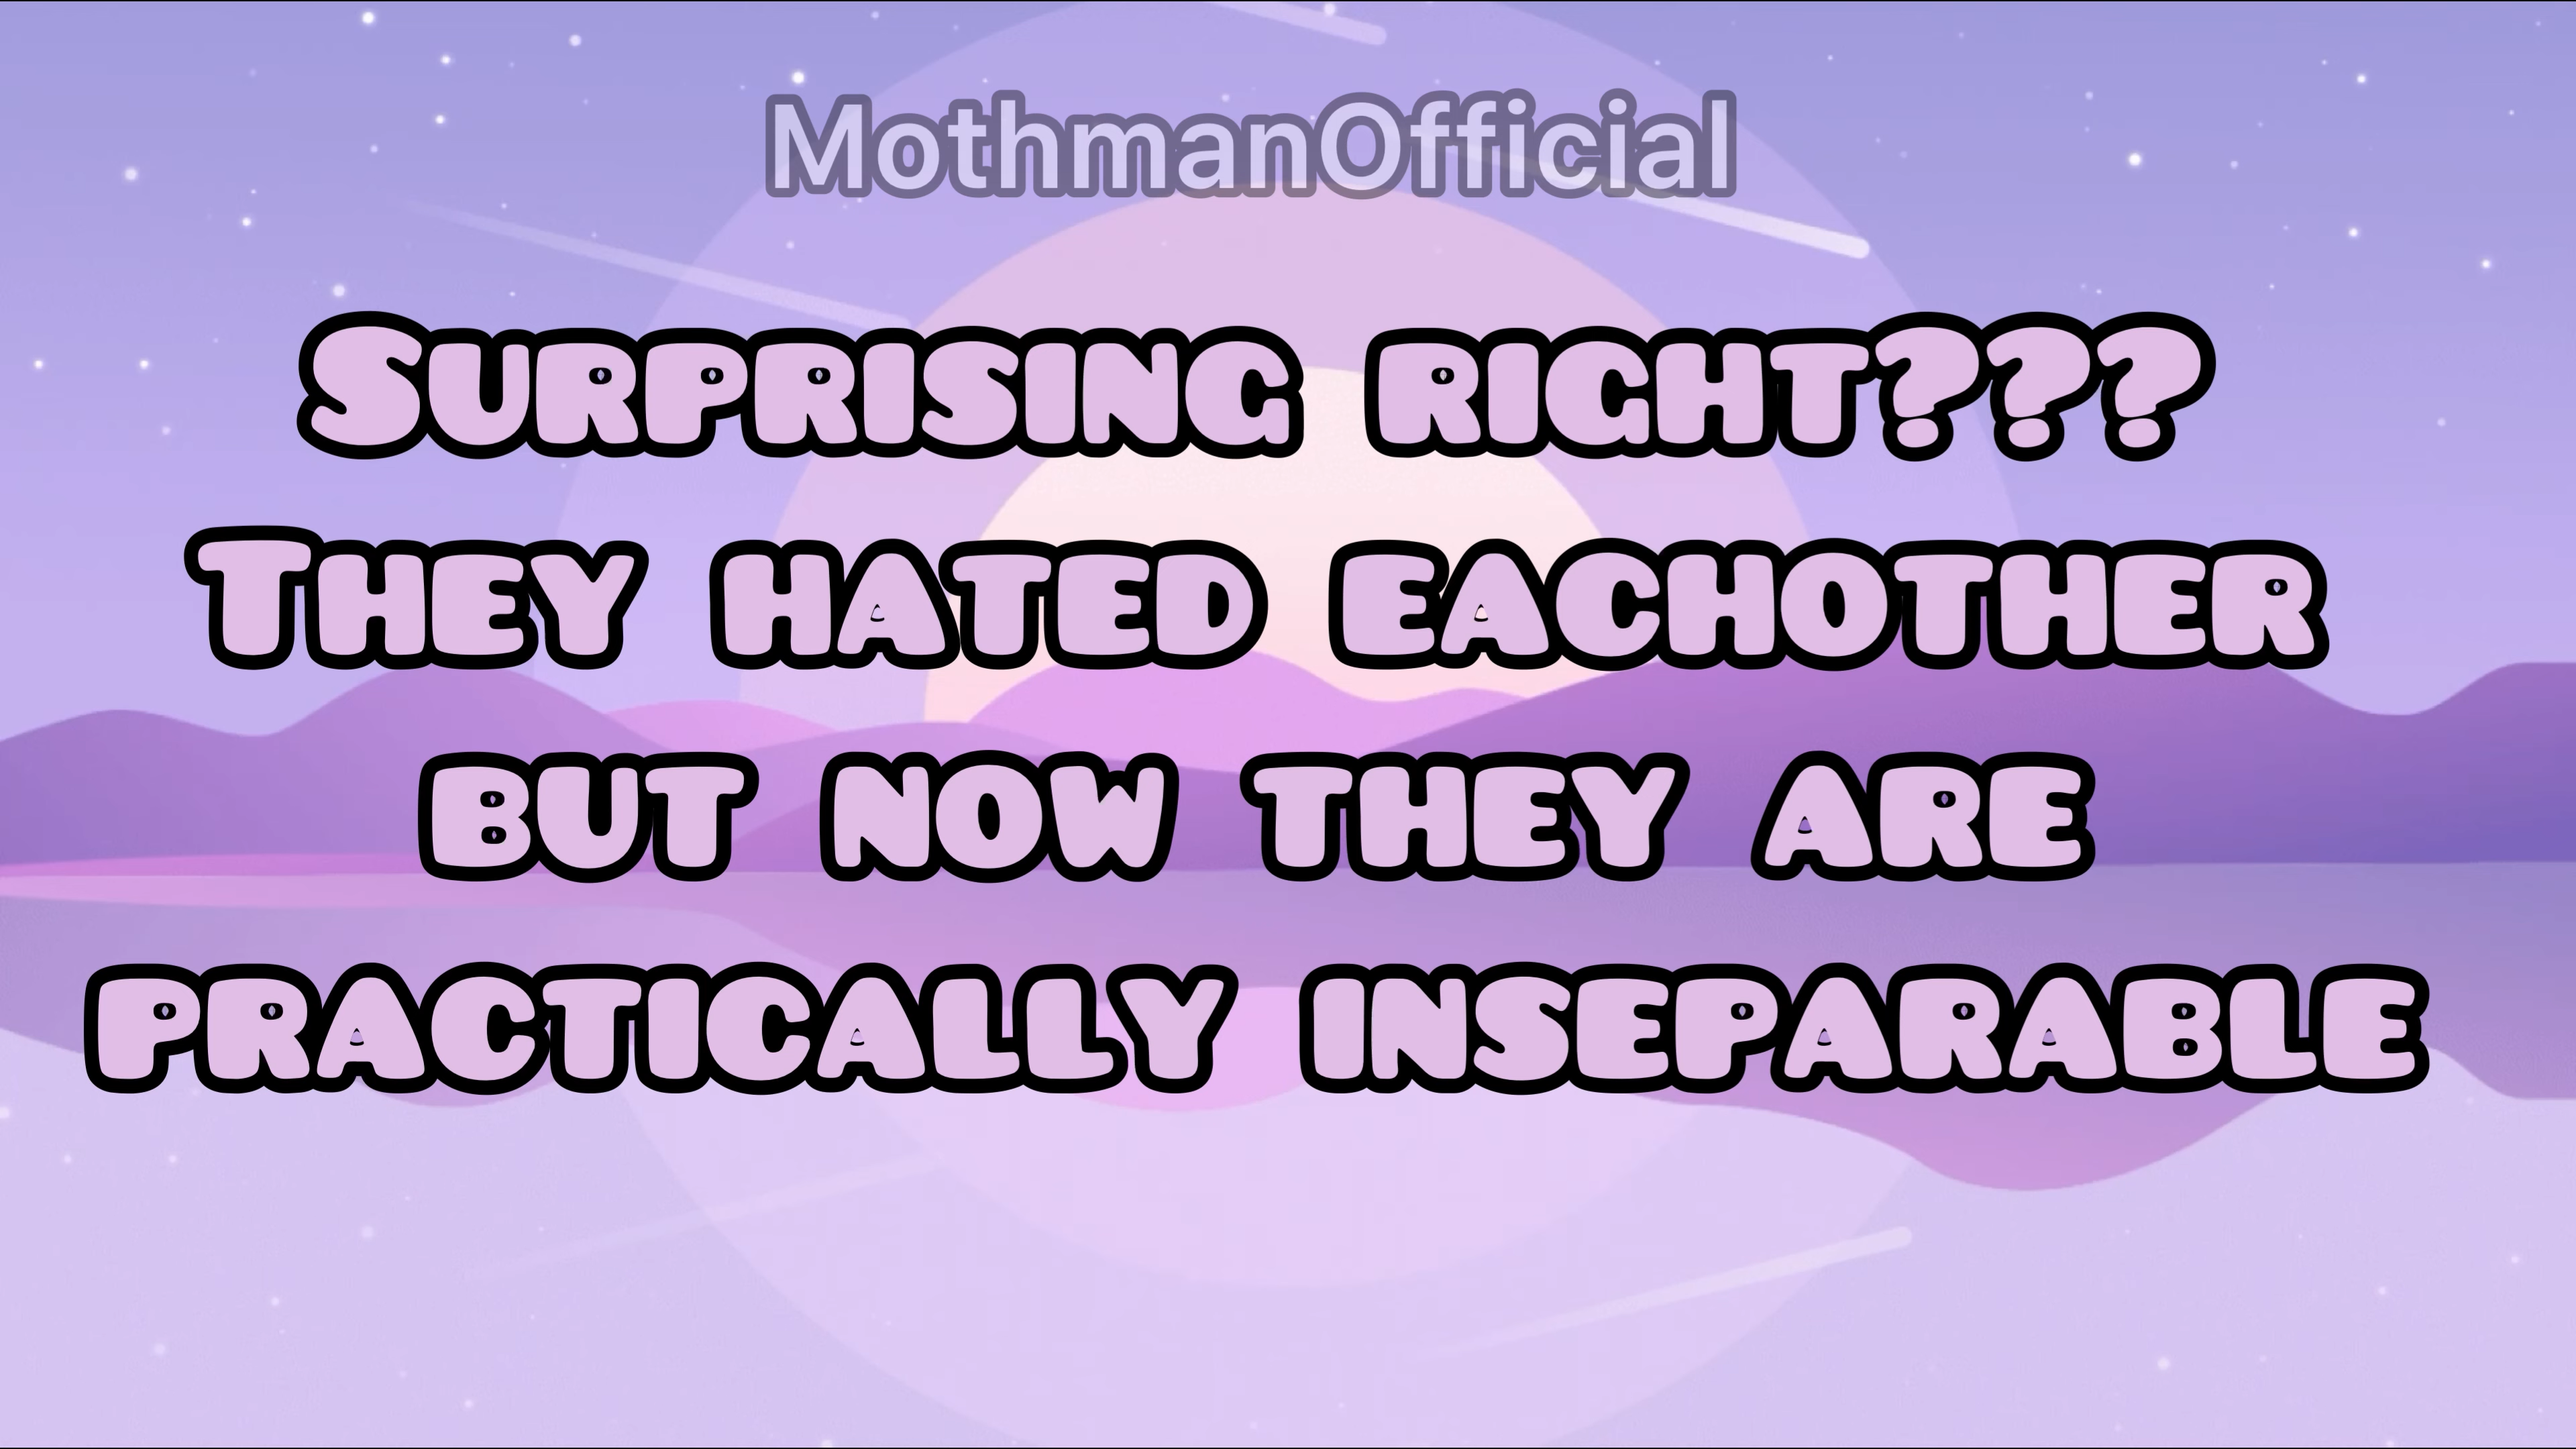 MothmanOfficial
Surprising right???
They hated eachother
but now they are
practically inseparable